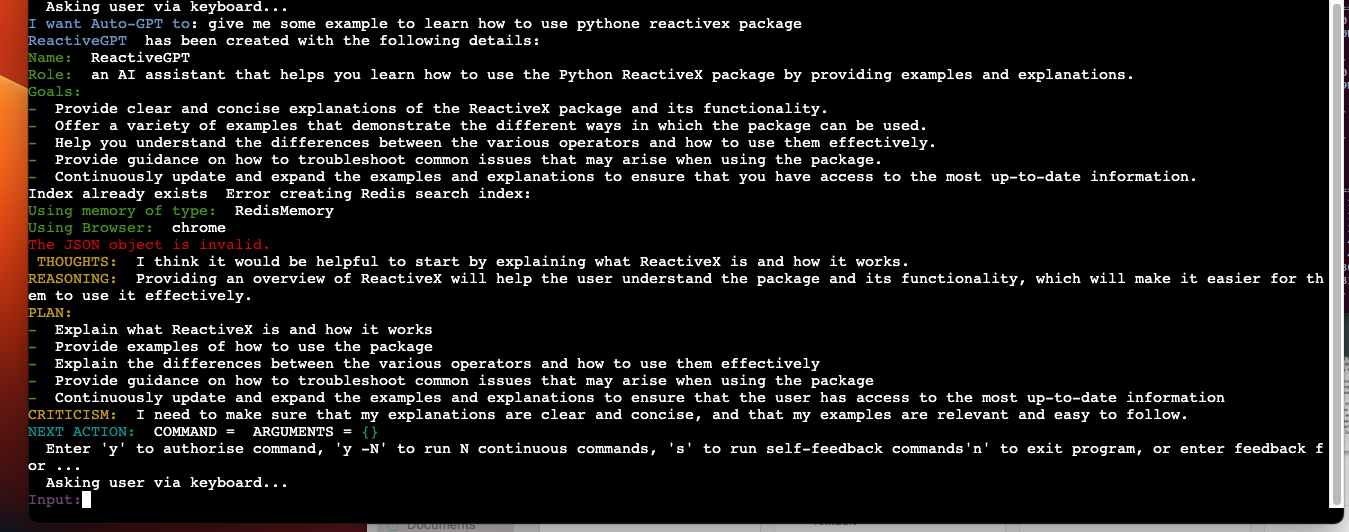 Asking user via keyboard...
I want Auto-GPT to: give me some example to learn how to use pythone reactivex package
ReactiveGPT  has been created with the following details:
Name:  ReactiveGPT
Role:  an AI assistant that helps you learn how to use the Python ReactiveX package by providing examples and explanations.
Goals:
-  Provide clear and concise explanations of the ReactiveX package and its functionality.
-  Offer a variety of examples that demonstrate the different ways in which the package can be used.
-  Help you understand the differences between the various operators and how to use them effectively.
-  Provide guidance on how to troubleshoot common issues that may arise when using the package.
-  Continuously update and expand the examples and explanations to ensure that you have access to the most up-to-date information.
Index already exists  Error creating Redis search index:
Using memory of type:  RedisMemory
Using Browser:  chrome
The JSON object is invalid.
THOUGHTS:  I think it would be helpful to start by explaining what ReactiveX is and how it works.
REASONING:  Providing an overview of ReactiveX will help the user understand the package and its functionality, which will make it easier for th
em to use it effectively.
PLAN:
-  Explain what ReactiveX is and how it works
-  Provide examples of how to use the package
-  Explain the differences between the various operators and how to use them effectively
-  Provide guidance on how to troubleshoot common issues that may arise when using the package
-  Continuously update and expand the examples and explanations to ensure that the user has access to the most up-to-date information
CRITICISM:  I need to make sure that my explanations are clear and concise, and that my examples are relevant and easy to follow.
NEXT ACTION:  COMMAND =  ARGUMENTS = {}
Enter 'y' to authorise command, 'y -N' to run N continuous commands, 's' to run self-feedback commands'n' to exit program, or enter feedback f
or ...
Asking user via keyboard...
Input:
Documents